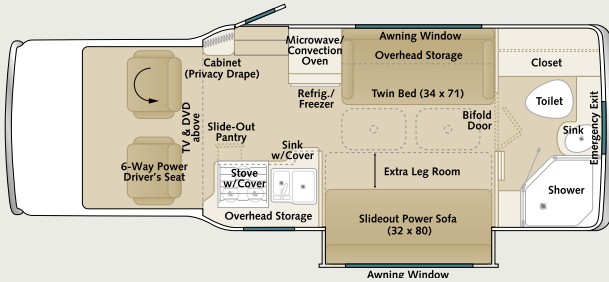 Awning Window
Microwave/
Convection
Oven
Overhead Storage
Cabinet
(Privacy Drape)
Closet
Refrig./
Freezer
Twin Bed (34 x 71)
Toilet
TV & DVD
above
Slide-Out
Pantry
Bifold
Door
Sink
Emergency Exit
Sink
w/Cover
6-Way Power
Driver's Seat
Stove
w/Cover
Extra Leg Room
Shower
Overhead Storage
Slideout Power Sofa
(32 x 80)
Awning Window